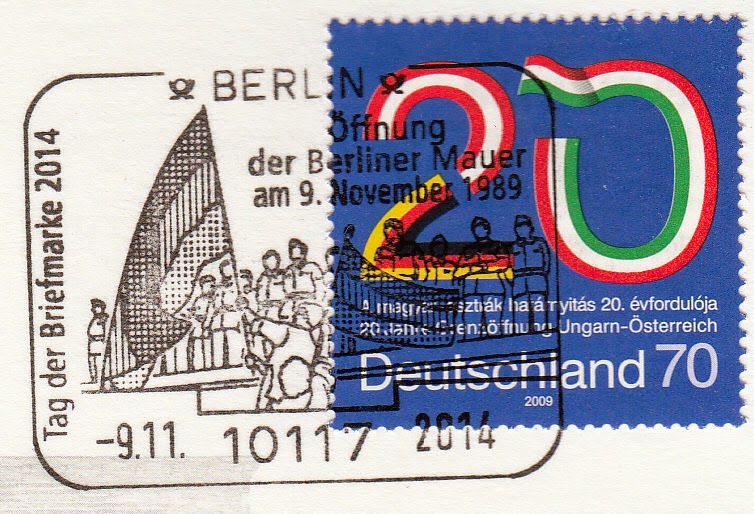 BERLIN
Öffnung
der Berliner Mauer
am 9. November 1989
Tag der Briefmarke 2014
-9.11. 10117 2014
20
A magyar-osztrák határnyitás 20. évfordulója
20 Jahre Grenzöffnung Ungarn-Österreich
Deutschland 70
2009